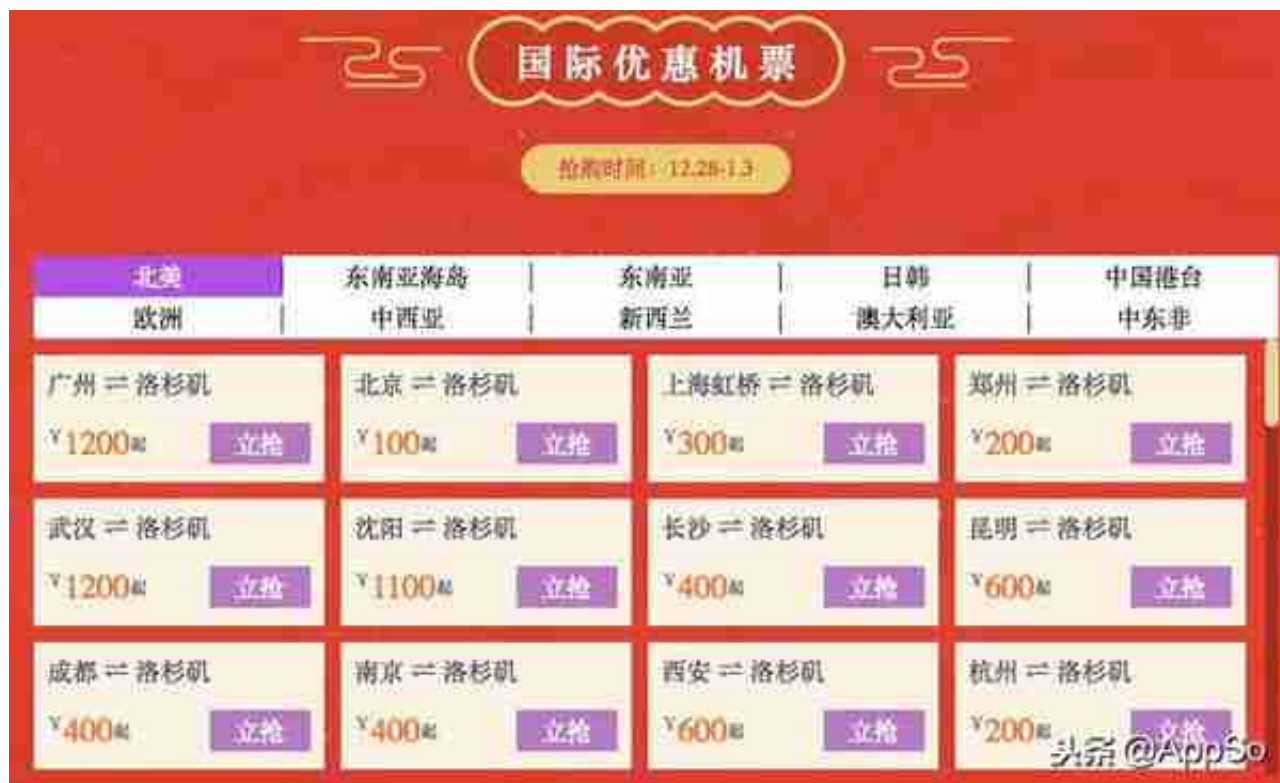 国际优惠机票
抢购时间：12.28-1.3
北美 东南亚海岛 东南亚 日韩 中国港台
欧洲 中西亚 新西兰 澳大利亚 中东非
广州⇌洛杉矶 北京⇌洛杉矶 上海虹桥⇌洛杉矶 郑州⇌洛杉矶
¥1200起 立抢 ¥100起 立抢 ¥300起 立抢 ¥200起 立抢
武汉⇌洛杉矶 沈阳⇌洛杉矶 长沙⇌洛杉矶 昆明⇌洛杉矶
¥1200起 立抢 ¥1100起 立抢 ¥400起 立抢 ¥600起 立抢
成都⇌洛杉矶 南京⇌洛杉矶 西安⇌洛杉矶 杭州⇌洛杉矶
¥400起 立抢 ¥400起 立抢 ¥600起 立抢 ¥200起 立抢
头条 @AppSo